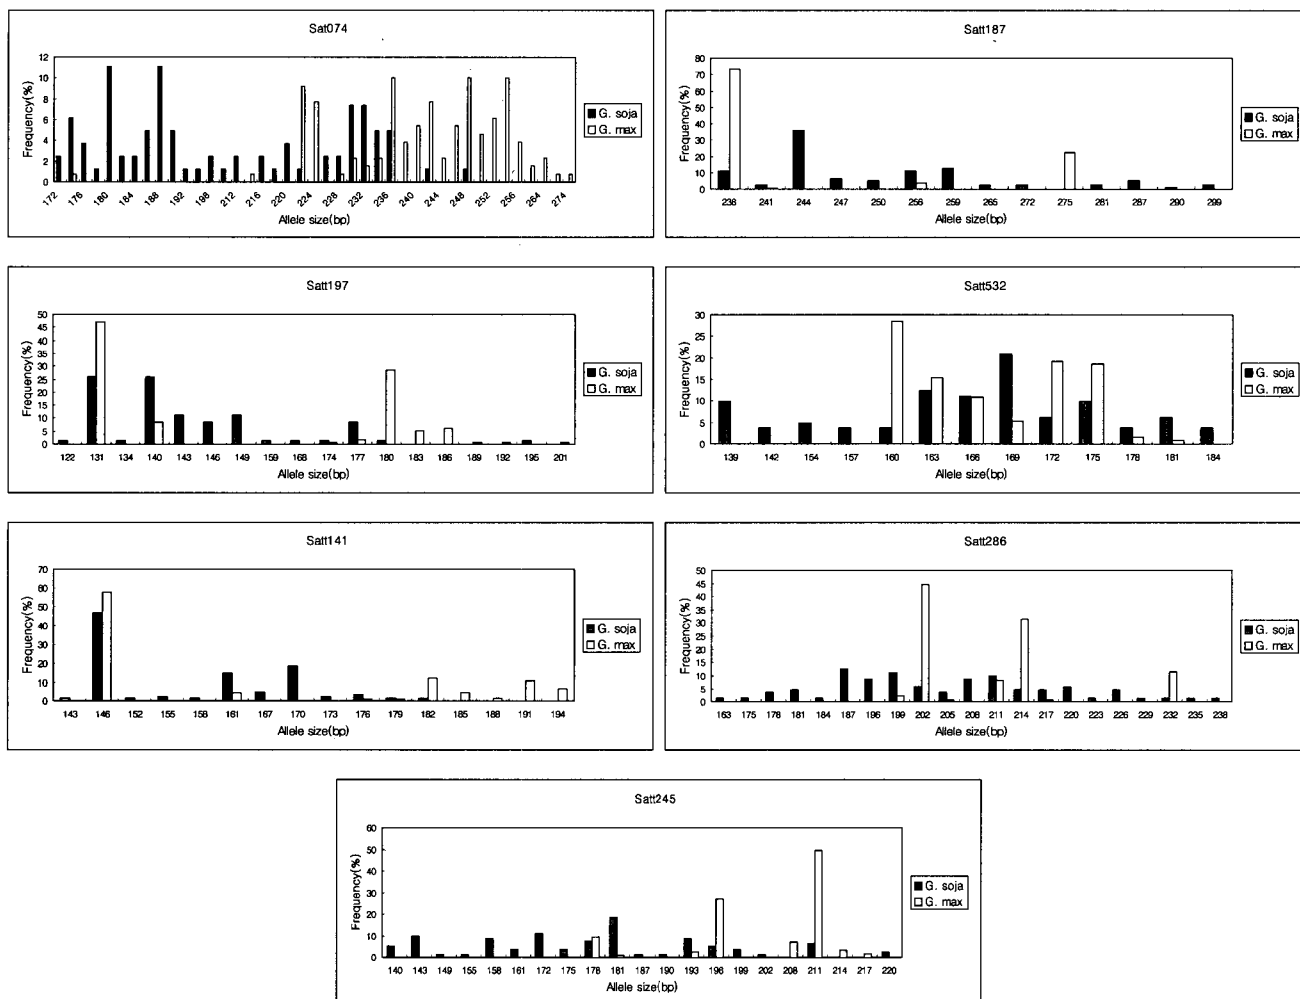 Sat074
Frequency(%)
12
10
8
6
4
2
0
172 176 180 184 188 192 198 212 216 220 224 228 232 236 240 244 248 252 256 264 274
Allele size(bp)
G. soja
G. max
Satt187
Frequency(%)
80
70
60
50
40
30
20
10
0
238 241 244 247 250 256 259 265 272 275 281 287 290 299
Allele size(bp)
G. soja
G. max
Satt197
Frequency(%)
50
45
40
35
30
25
20
15
10
5
0
122 131 134 140 143 146 149 159 168 174 177 180 183 186 189 192 195 201
Allele size(bp)
G. soja
G. max
Satt532
Frequency(%)
30
25
20
15
10
5
0
139 142 154 157 160 163 166 169 172 175 178 181 184
Allele size(bp)
G. soja
G. max
Satt141
Frequency(%)
70
60
50
40
30
20
10
0
143 146 152 155 158 161 167 170 173 176 179 182 185 188 191 194
Allele size(bp)
G. soja
G. max
Satt286
Frequency(%)
50
45
40
35
30
25
20
15
10
5
0
163 175 178 181 184 187 196 199 202 205 208 211 214 217 220 223 226 229 232 235 238
Allele size(bp)
G. soja
G. max
Satt245
Frequency(%)
60
50
40
30
20
10
0
140 143 149 155 158 161 172 175 178 181 187 190 193 196 199 202 208 211 214 217 220
Allele size(bp)
G. soja
G. max